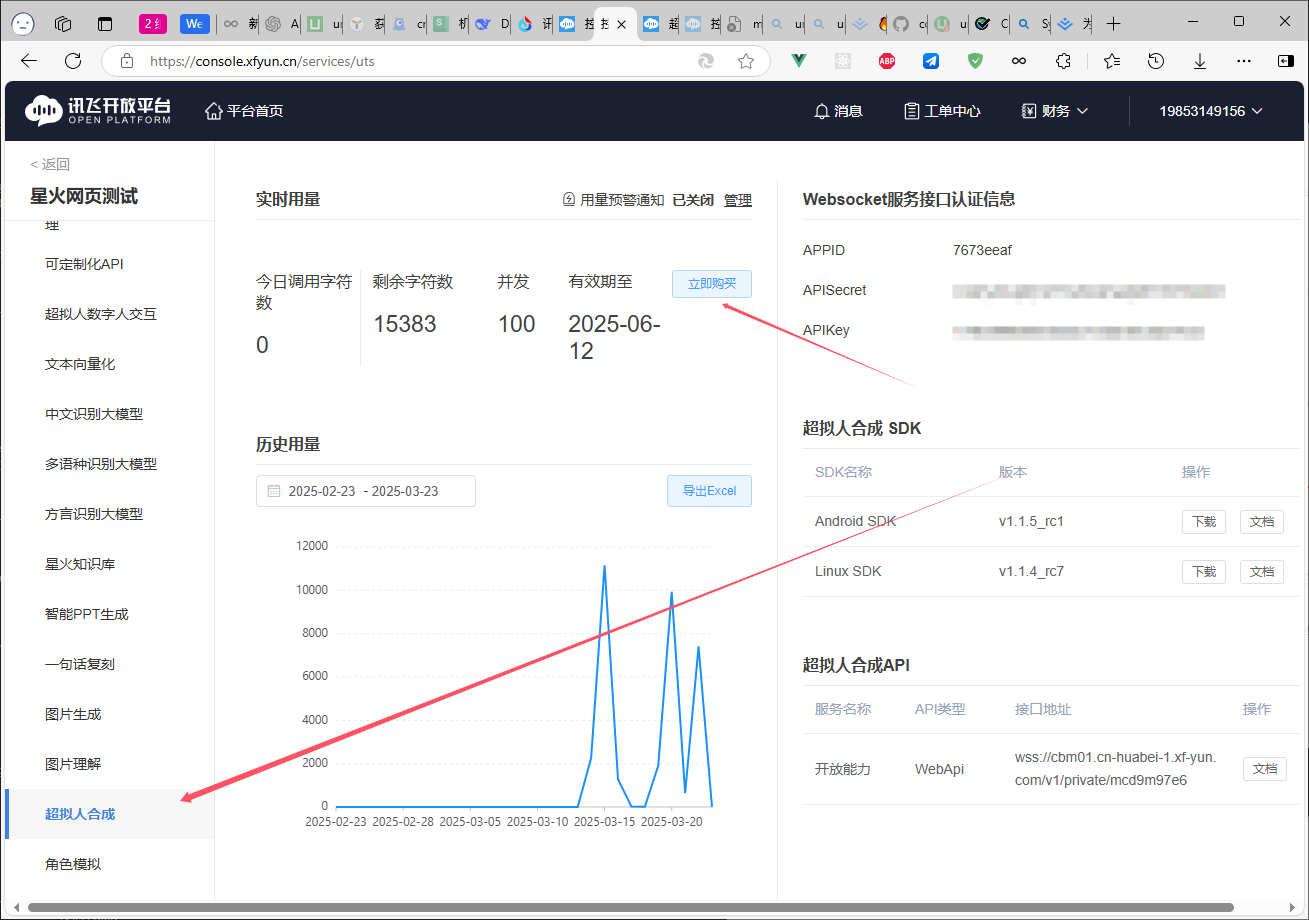 https://console.xfyun.cn/services/uts
讯飞开放平台
OPEN PLATFORM
平台首页
消息
工单中心
财务
19853149156
< 返回
星火网页测试
理
可定制化API
超拟人数字人交互
文本向量化
中文识别大模型
多语种识别大模型
方言识别大模型
星火知识库
智能PPT生成
一句话复刻
图片生成
图片理解
超拟人合成
角色模拟
实时用量
用量预警通知 已关闭 管理
今日调用字符数
0
剩余字符数
15383
并发
100
有效期至
2025-06-12
立即购买
历史用量
2025-02-23 - 2025-03-23
导出Excel
12000
10000
8000
6000
4000
2000
0
2025-02-23 2025-02-28 2025-03-05 2025-03-10 2025-03-15 2025-03-20
Websocket服务接口认证信息
APPID 7673eeaf
APISecret
APIKey
超拟人合成 SDK
SDK名称 版本 操作
Android SDK v1.1.5_rc1 下载 文档
Linux SDK v1.1.4_rc7 下载 文档
超拟人合成API
服务名称 API类型 接口地址 操作
开放能力 WebApi wss://cbm01.cn-huabei-1.xf-yun.com/v1/private/mcd9m97e6 文档